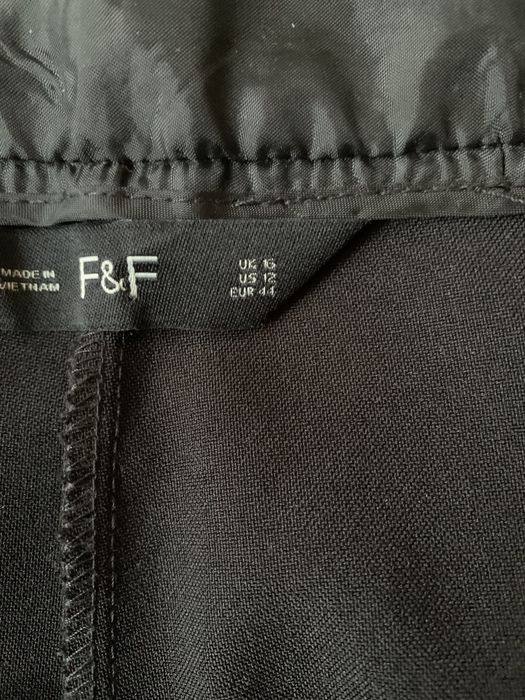 MADE IN
VIETNAM
F&F
UK 16
US 12
EUR 44